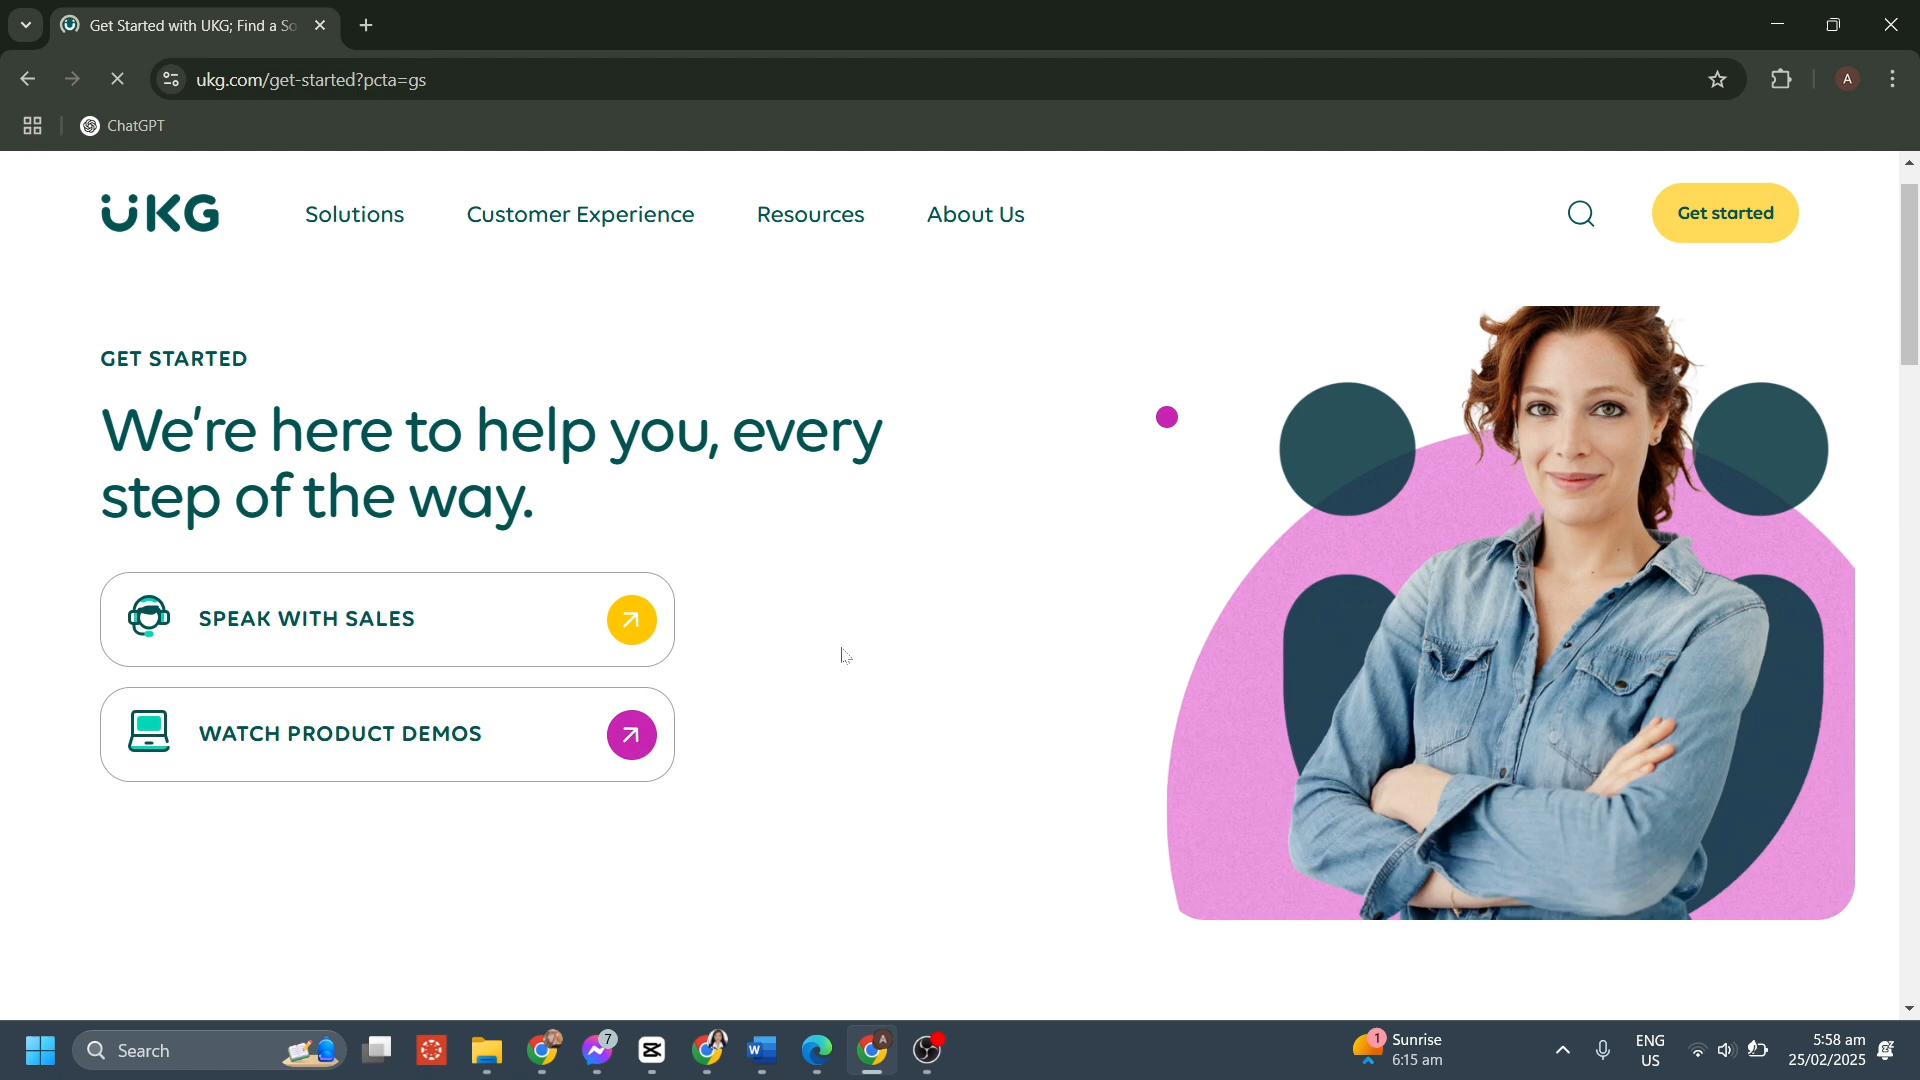 Get Started with UKG; Find a So
ukg.com/get-started?pcta=gs
A
ChatGPT
UKG
Solutions
Customer Experience
Resources
About Us
Get started
GET STARTED
We're here to help you, every
step of the way.
SPEAK WITH SALES
WATCH PRODUCT DEMOS
Search
7
W
A
1
Sunrise
6:15 am
ENG
US
5:58 am
25/02/2025